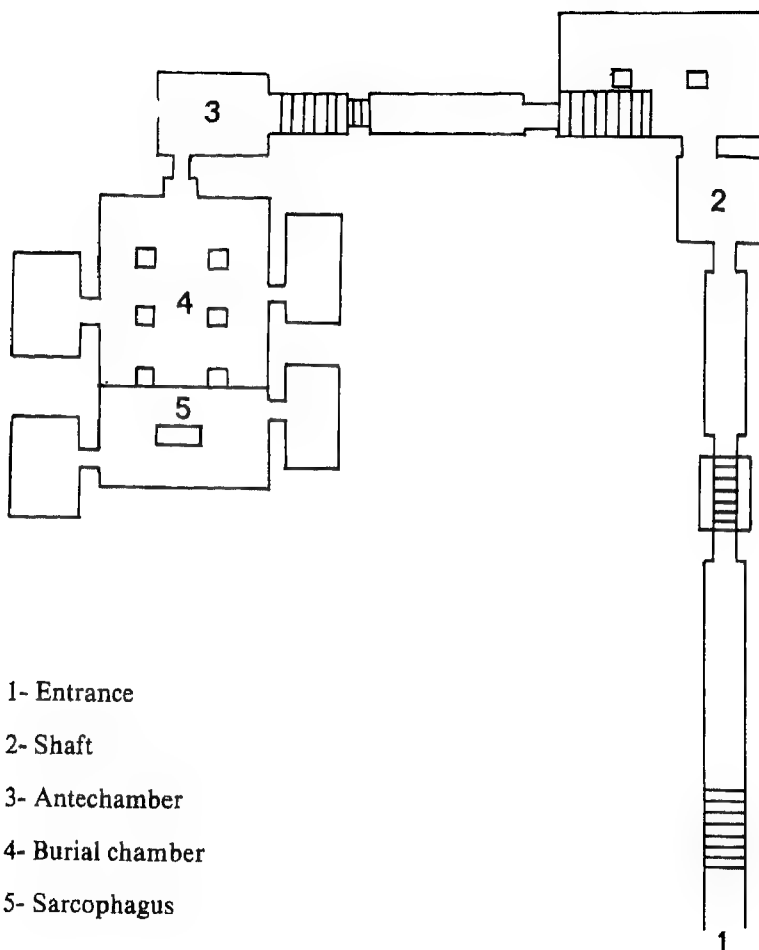 3
2
4
5
1- Entrance
2- Shaft
3- Antechamber
4- Burial chamber
5- Sarcophagus
1